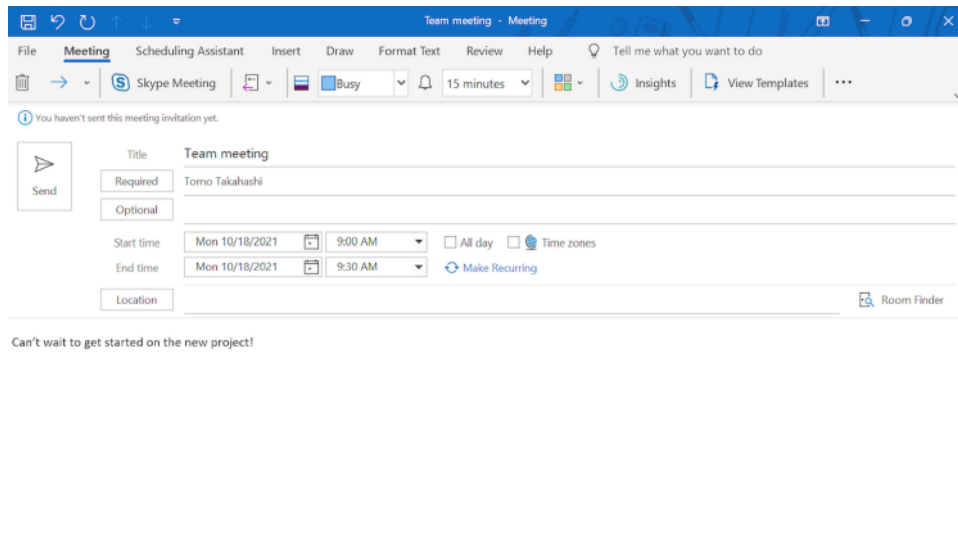 Team meeting - Meeting
File Meeting Scheduling Assistant Insert Draw Format Text Review Help Tell me what you want to do
Skype Meeting Busy 15 minutes Insights View Templates ...
You haven't sent this meeting invitation yet.
Send
Title Team meeting
Required Tomo Takahashi
Optional
Start time Mon 10/18/2021 9:00 AM All day Time zones
End time Mon 10/18/2021 9:30 AM Make Recurring
Location Room Finder
Can't wait to get started on the new project!